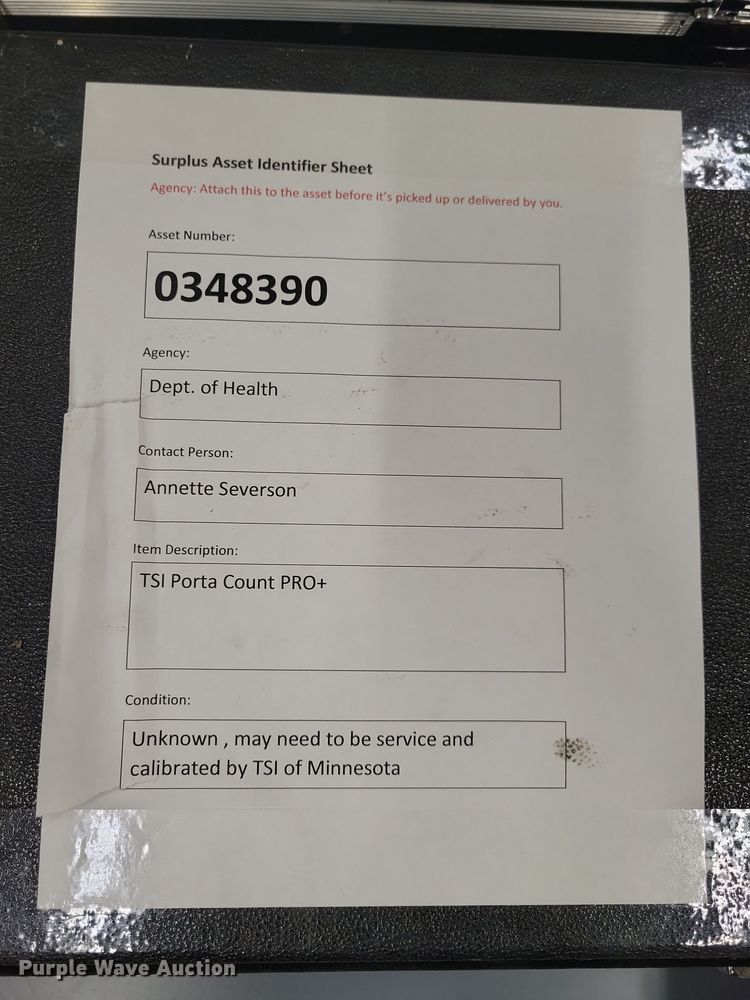 Surplus Asset Identifier Sheet
Agency: Attach this to the asset before it's picked up or delivered by you.
Asset Number:
0348390
Agency:
Dept. of Health
Contact Person:
Annette Severson
Item Description:
TSI Porta Count PRO+
Condition:
Unknown , may need to be service and
calibrated by TSI of Minnesota
Purple Wave Auction